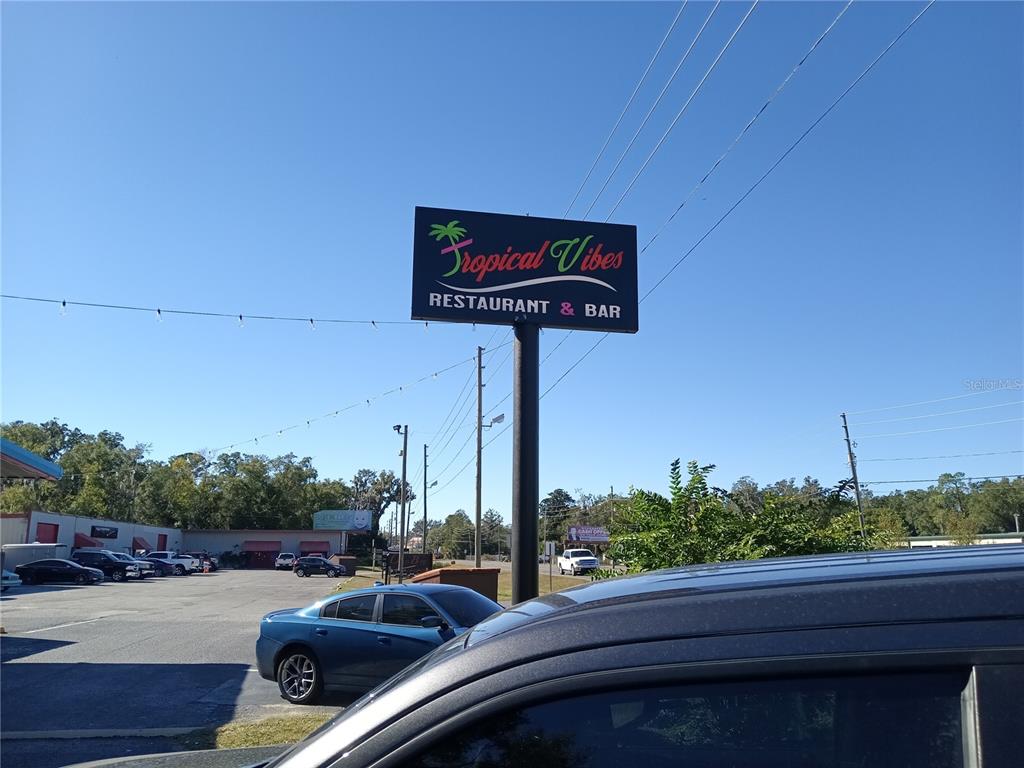 Tropical Vibes
RESTAURANT & BAR
Stellar MLS